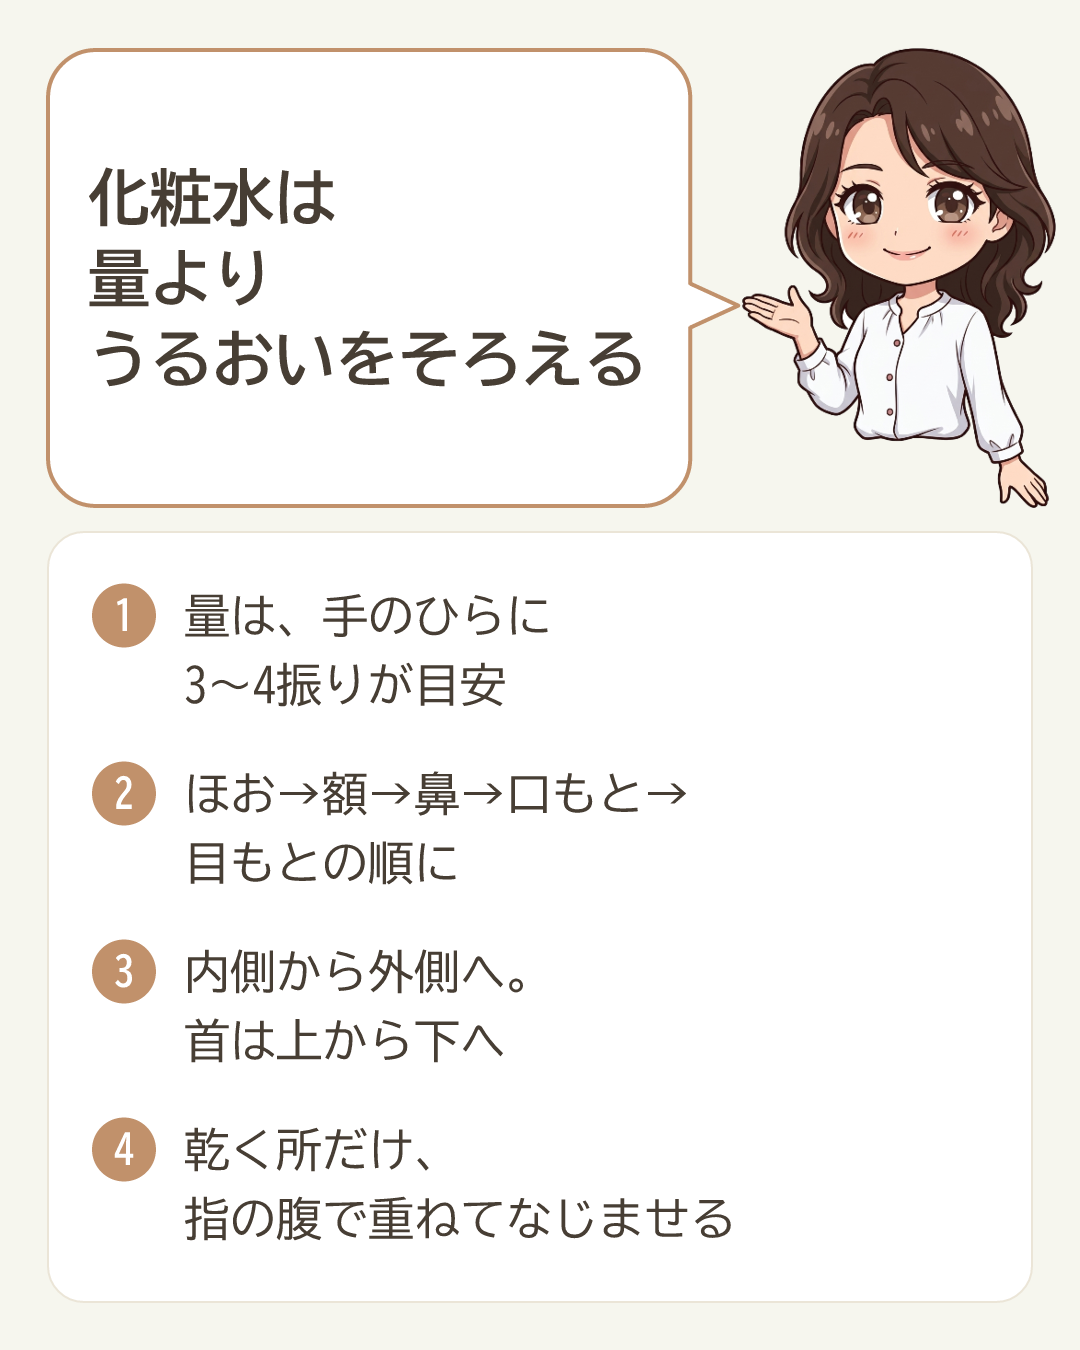 化粧水は
量より
うるおいをそろえる
1 量は、手のひらに
3〜4振りが目安
2 ほお→額→鼻→口もと→
目もとの順に
3 内側から外側へ。
首は上から下へ
4 乾く所だけ、
指の腹で重ねてなじませる